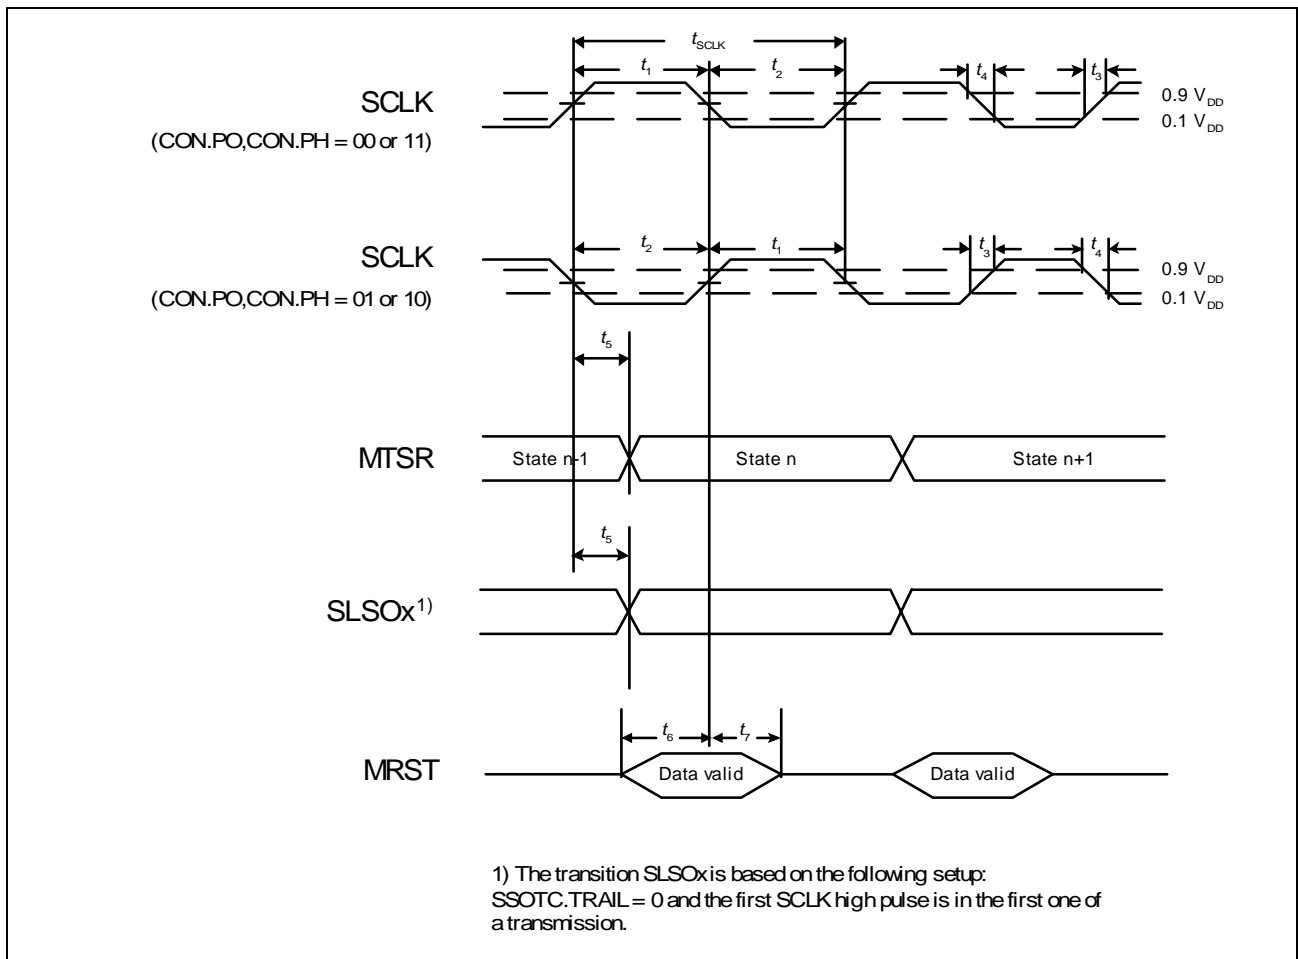 tSCLK
t1 t2 t4 t3
SCLK
0.9 VDD
0.1 VDD
(CON.PO,CON.PH = 00 or 11)
t2 t1 t3 t4
SCLK
0.9 VDD
0.1 VDD
(CON.PO,CON.PH = 01 or 10)
t5
MTSR State n-1 State n State n+1
t5
SLSOx1)
t6 t7
MRST Data valid Data valid
1) The transition SLSOx is based on the following setup:
SSOTC.TRAIL = 0 and the first SCLK high pulse is in the first one of
a transmission.